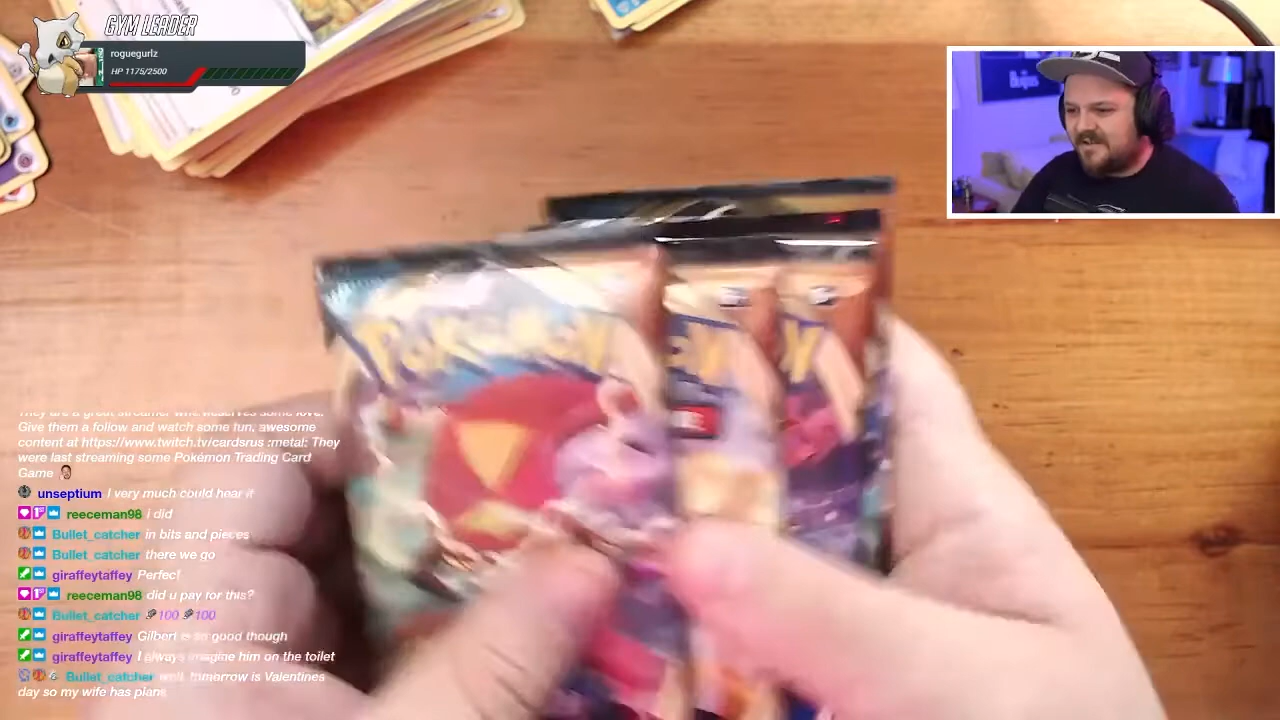 GYM LEADER
roguegurlz
HP 1175/2500
Pokémon
They are a great streamer who deserves some love.
Give them a follow and watch some fun, awesome
content at https://www.twitch.tv/cardsrus :metal: They
were last streaming some Pokémon Trading Card
Game
unseptium I very much could hear it
reeceman98 i did
Bullet_catcher in bits and pieces
Bullet_catcher there we go
giraffeytaffey Perfec!
reeceman98 did u pay for this?
Bullet_catcher 100 100
giraffeytaffey Gilbert is so good though
giraffeytaffey I always imagine him on the toilet
Bullet_catcher well, tomorrow is Valentines
day so my wife has plans